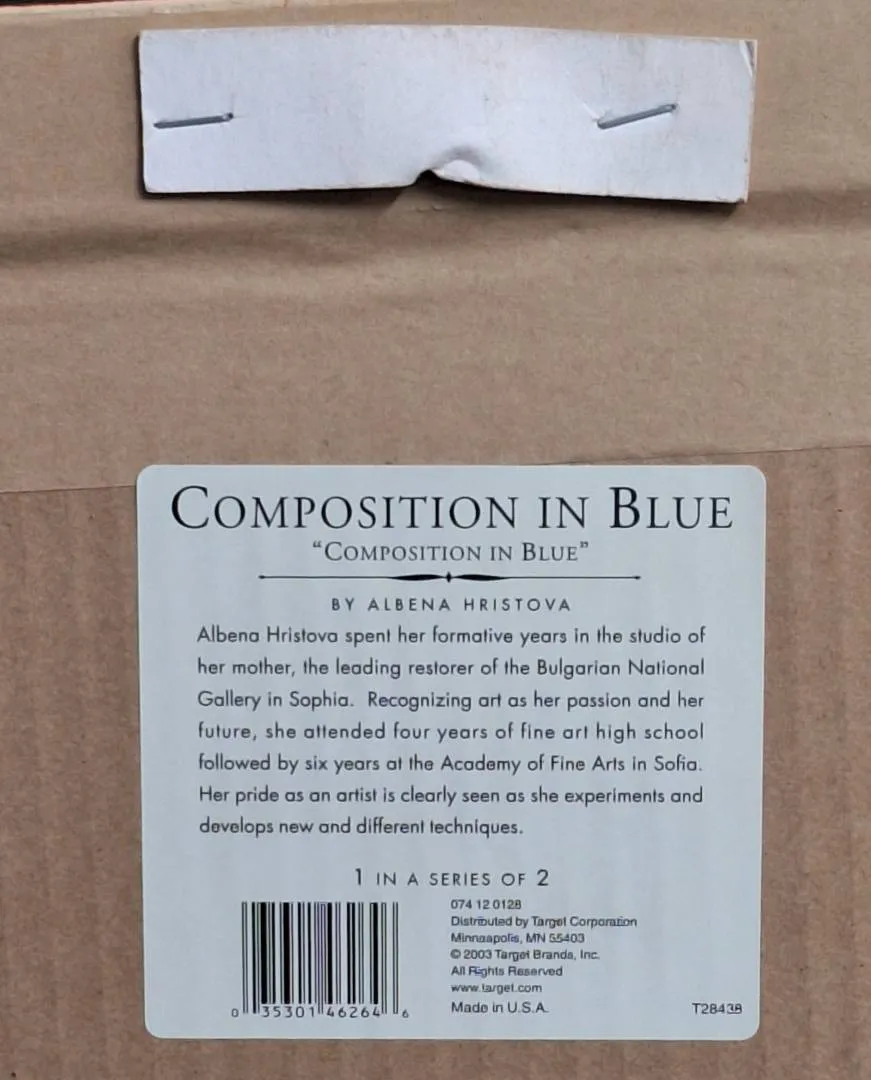 COMPOSITION IN BLUE
“COMPOSITION IN BLUE”
BY ALBENA HRISTOVA
Albena Hristova spent her formative years in the studio of
her mother, the leading restorer of the Bulgarian National
Gallery in Sophia. Recognizing art as her passion and her
future, she attended four years of fine art high school
followed by six years at the Academy of Fine Arts in Sofia.
Her pride as an artist is clearly seen as she experiments and
develops new and different techniques.
1 IN A SERIES OF 2
074 12 0128
Distributed by Target Corporation
Minneapolis, MN 55403
© 2003 Target Brands, Inc.
All Rights Reserved
www.target.com
Made in U.S.A.
0 35301 46264 6
T28438